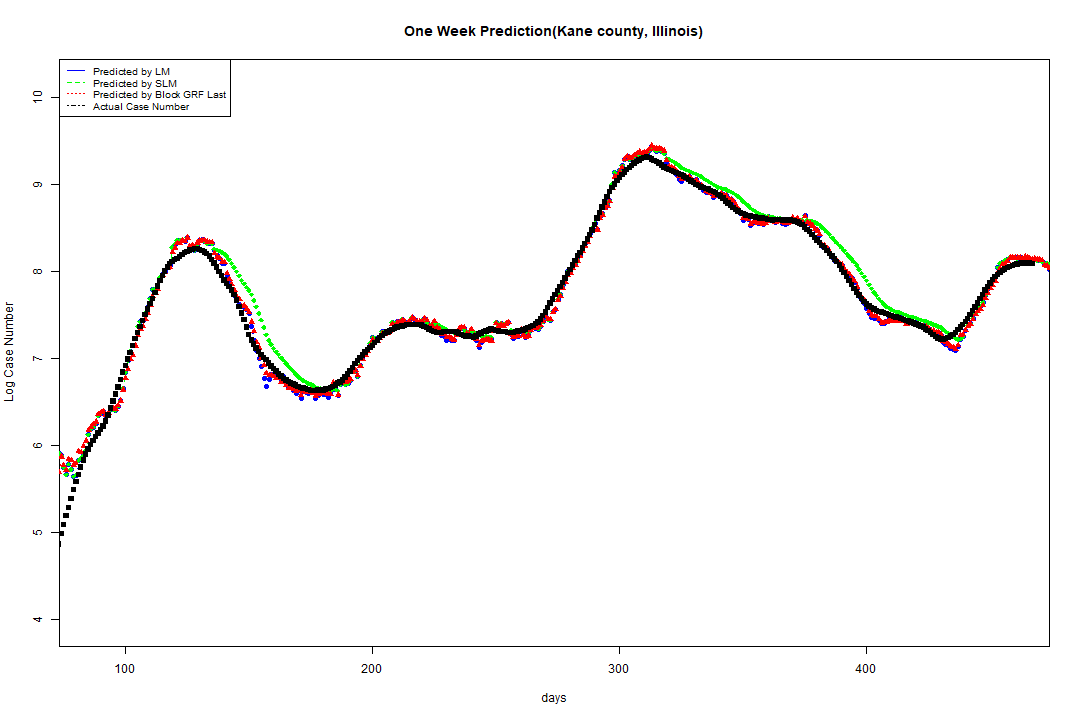 One Week Prediction(Kane county, Illinois)
Predicted by LM
Predicted by SLM
Predicted by Block GRF Last
Actual Case Number
10
9
8
7
6
5
4
Log Case Number
100 200 300 400
days